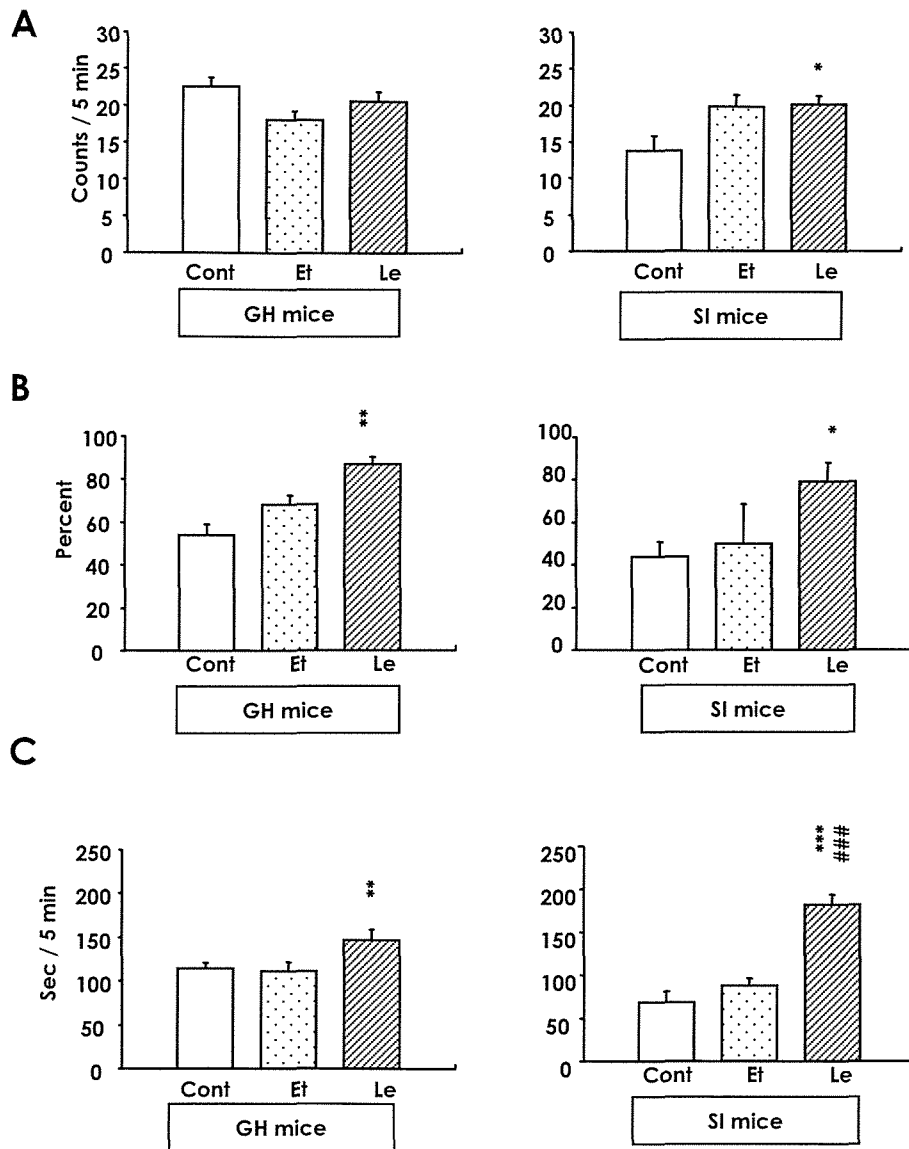 A
Counts / 5 min
30
25
20
15
10
5
0
Cont Et Le
GH mice
30
*
25
20
15
10
5
0
Cont Et Le
SI mice
B
Percent
**
100
80
60
40
20
0
Cont Et Le
GH mice
*
100
80
60
40
20
0
Cont Et Le
SI mice
C
Sec / 5 min
250
200
**
150
100
50
0
Cont Et Le
GH mice
***
###
250
200
150
100
50
0
Cont Et Le
SI mice